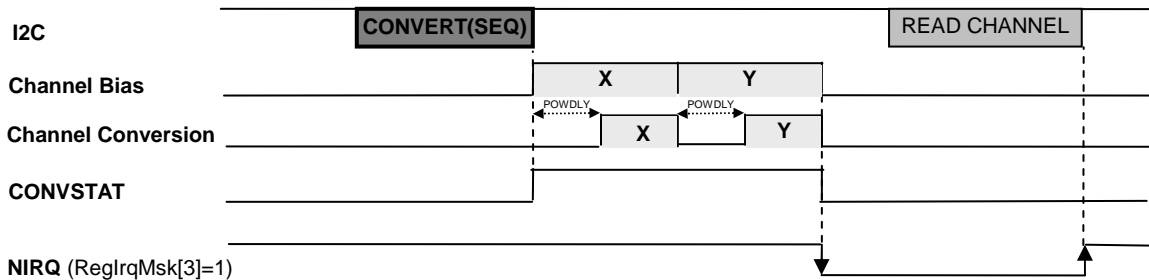 I2C CONVERT(SEQ) READ CHANNEL
Channel Bias X Y
POWDLY POWDLY
Channel Conversion X Y
CONVSTAT
NIRQ (RegIrqMsk[3]=1)